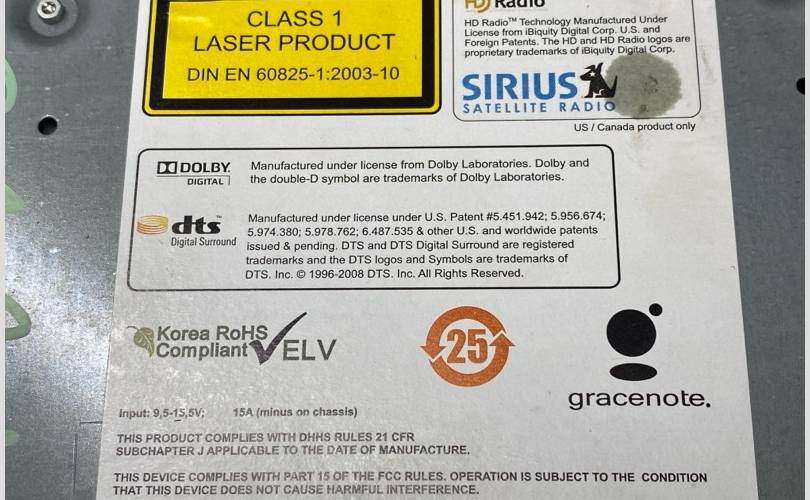 CLASS 1
LASER PRODUCT
DIN EN 60825-1:2003-10
HD Radio
HD Radio™ Technology Manufactured Under
License from iBiquity Digital Corp. U.S. and
Foreign Patents. The HD and HD Radio logos are
proprietary trademarks of iBiquity Digital Corp.
SIRIUS
SATELLITE RADIO
US / Canada product only
DOLBY
DIGITAL
Manufactured under license from Dolby Laboratories. Dolby and
the double-D symbol are trademarks of Dolby Laboratories.
dts
Digital Surround
Manufactured under license under U.S. Patent #5.451.942; 5.956.674;
5.974.380; 5.978.762; 6.487.535 & other U.S. and worldwide patents
issued & pending. DTS and DTS Digital Surround are registered
trademarks and the DTS logos and Symbols are trademarks of
DTS. Inc. © 1996-2008 DTS. Inc. All Rights Reserved.
Korea RoHS
Compliant
ELV
25
gracenote.
Input: 9,5-15,5V; 15A (minus on chassis)
THIS PRODUCT COMPLIES WITH DHHS RULES 21 CFR
SUBCHAPTER J APPLICABLE TO THE DATE OF MANUFACTURE.
THIS DEVICE COMPLIES WITH PART 15 OF THE FCC RULES. OPERATION IS SUBJECT TO THE CONDITION
THAT THIS DEVICE DOES NOT CAUSE HARMFUL INTERFERENCE.